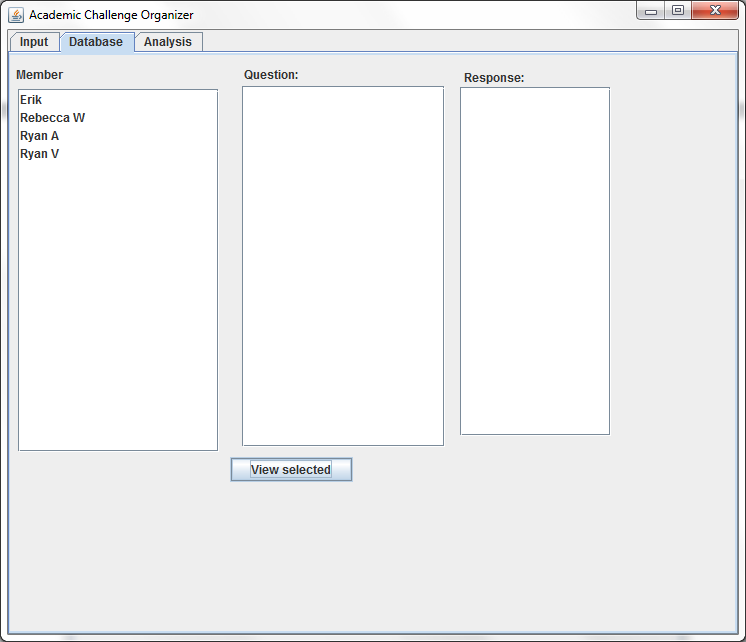 Academic Challenge Organizer
Input Database Analysis
Member
Question:
Response:
Erik
Rebecca W
Ryan A
Ryan V
View selected